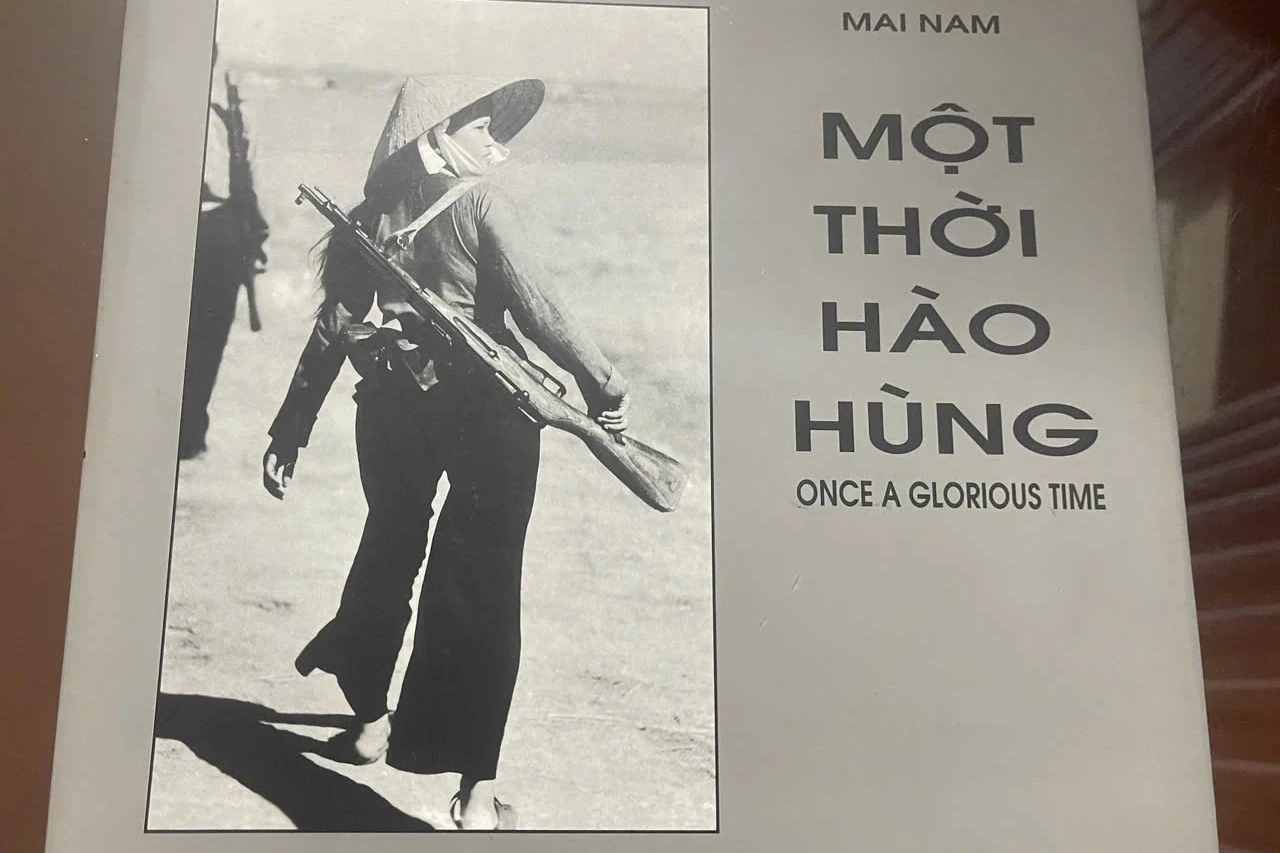 MAI NAM
MỘT
THỜI
HÀO
HÙNG
ONCE A GLORIOUS TIME